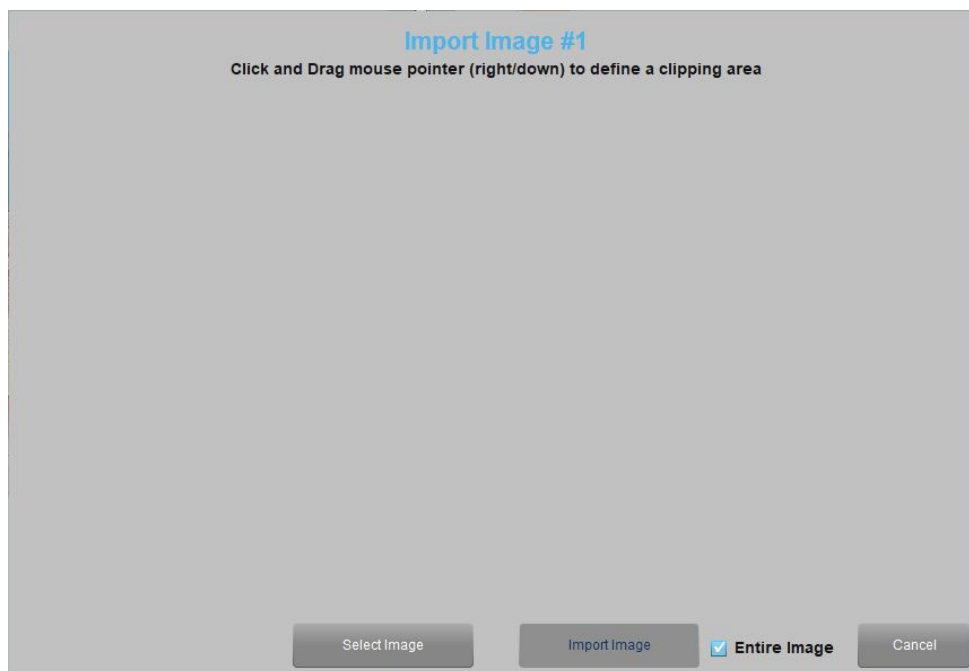 Import Image #1
Click and Drag mouse pointer (right/down) to define a clipping area
Select Image
Import Image
Entire Image
Cancel